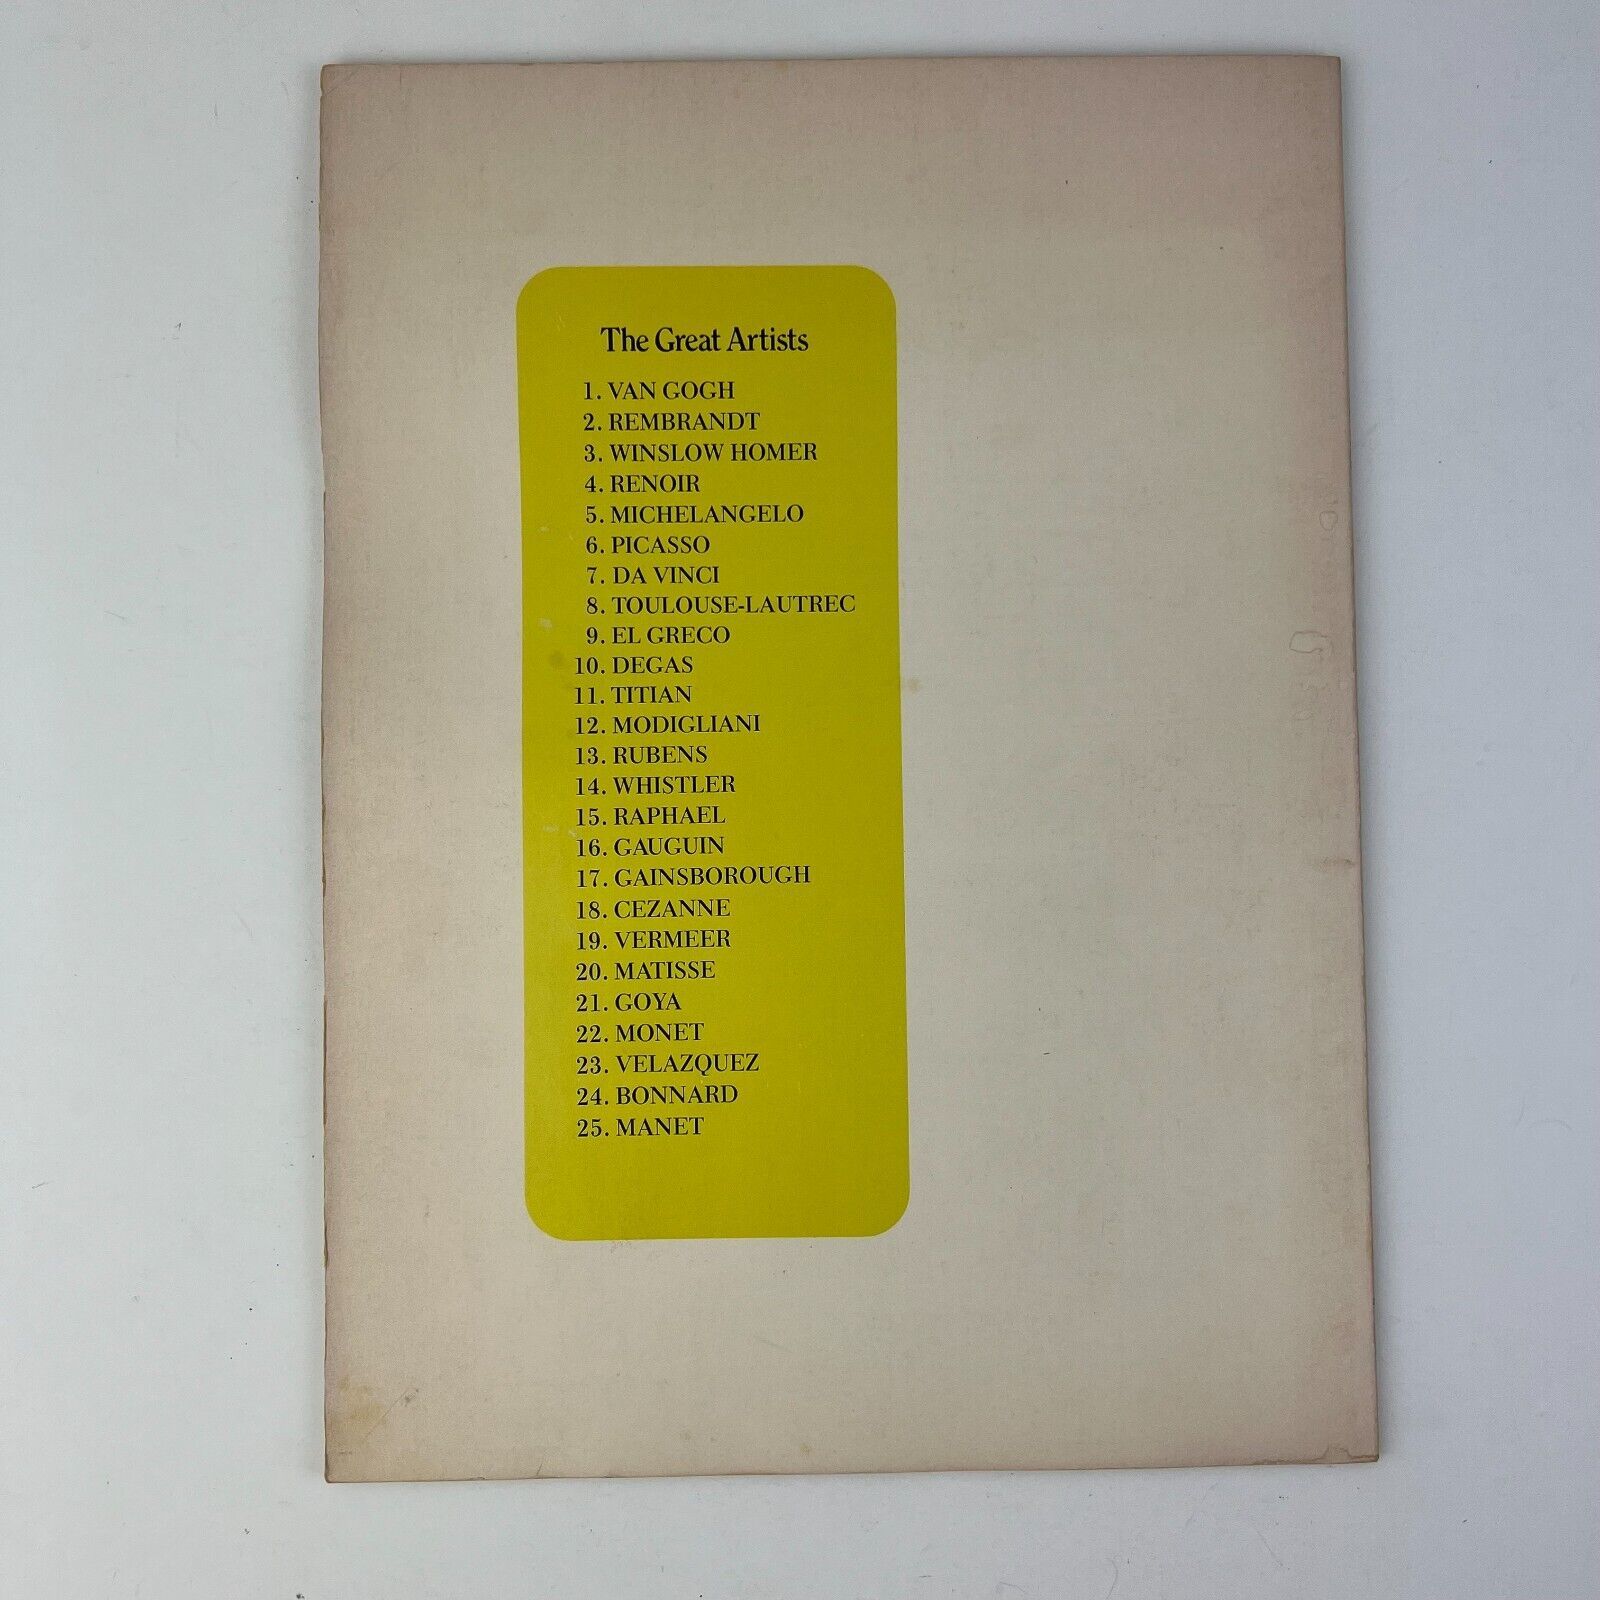 The Great Artists
1. VAN GOGH
2. REMBRANDT
3. WINSLOW HOMER
4. RENOIR
5. MICHELANGELO
6. PICASSO
7. DA VINCI
8. TOULOUSE-LAUTREC
9. EL GRECO
10. DEGAS
11. TITIAN
12. MODIGLIANI
13. RUBENS
14. WHISTLER
15. RAPHAEL
16. GAUGUIN
17. GAINSBOROUGH
18. CEZANNE
19. VERMEER
20. MATISSE
21. GOYA
22. MONET
23. VELAZQUEZ
24. BONNARD
25. MANET